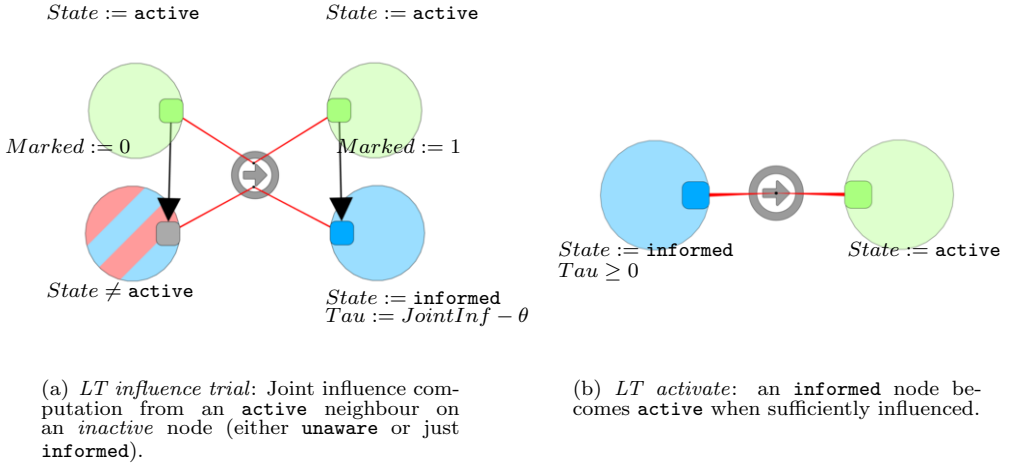 State := active State := active
Marked := 0 Marked := 1
State ≠ active
State := informed
Tau := JointInf − θ
State := informed State := active
Tau ≥ 0
(a) LT influence trial: Joint influence com-
putation from an active neighbour on
an inactive node (either unaware or just
informed).
(b) LT activate: an informed node be-
comes active when sufficiently influenced.